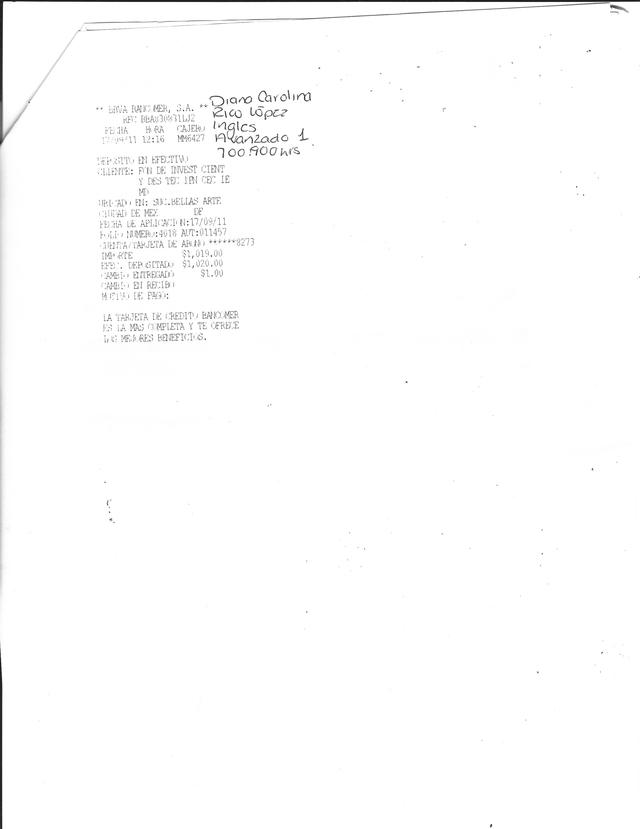 ** BBVA BANCOMER, S.A. **
RFC BBA830831LJ2
FECHA HORA CAJERO
17/09/11 12:16 MM6427
Diana Carolina
Rico López
Ingles
Avanzado 1
700.900hrs
DEPOSITO EN EFECTIVO
CLIENTE: FON DE INVEST CIENT
Y DES TEC IPN CEC IE
MD
UBICADO EN: SUC.BELLAS ARTE
CIUDAD DE MEX DF
FECHA DE APLICACION:17/09/11
FOLIO NUMERO:4018 AUT:011457
CUENTA/TARJETA DE ABONO ******8273
IMPORTE $1,019.00
EFEC. DEPOSITADO $1,020.00
CAMBIO ENTREGADO $1.00
CAMBIO EN RECIBO
MOTIVO DE PAGO:
LA TARJETA DE CREDITO BANCOMER
ES LA MAS COMPLETA Y TE OFRECE
LOS MEJORES BENEFICIOS.